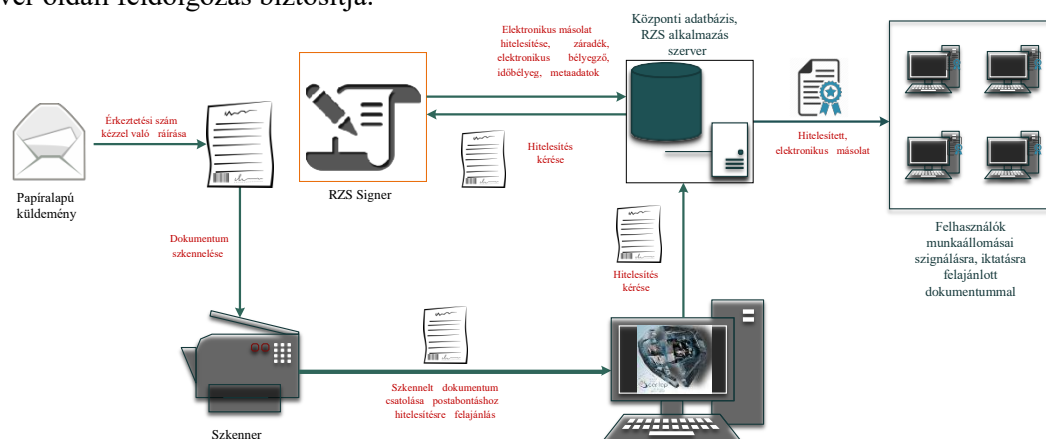 Érkeztetési szám
kézzel való ráírása
Papíralapú
küldemény
Dokumentum
szkennelése
Szkenner
Szkennelt dokumentum
csatolása postabontáshoz
hitelesítésre felajánlás
Hitelesítés
kérése
RZS Signer
Hitelesítés
kérése
Elektronikus másolat
hitelesítése, záradék,
elektronikus bélyegző,
időbélyeg, metaadatok
Központi adatbázis,
RZS alkalmazás
szerver
Hitelesített,
elektronikus másolat
Felhasználók
munkaállomásai
szignálásra, iktatásra
felajánlott
dokumentummal